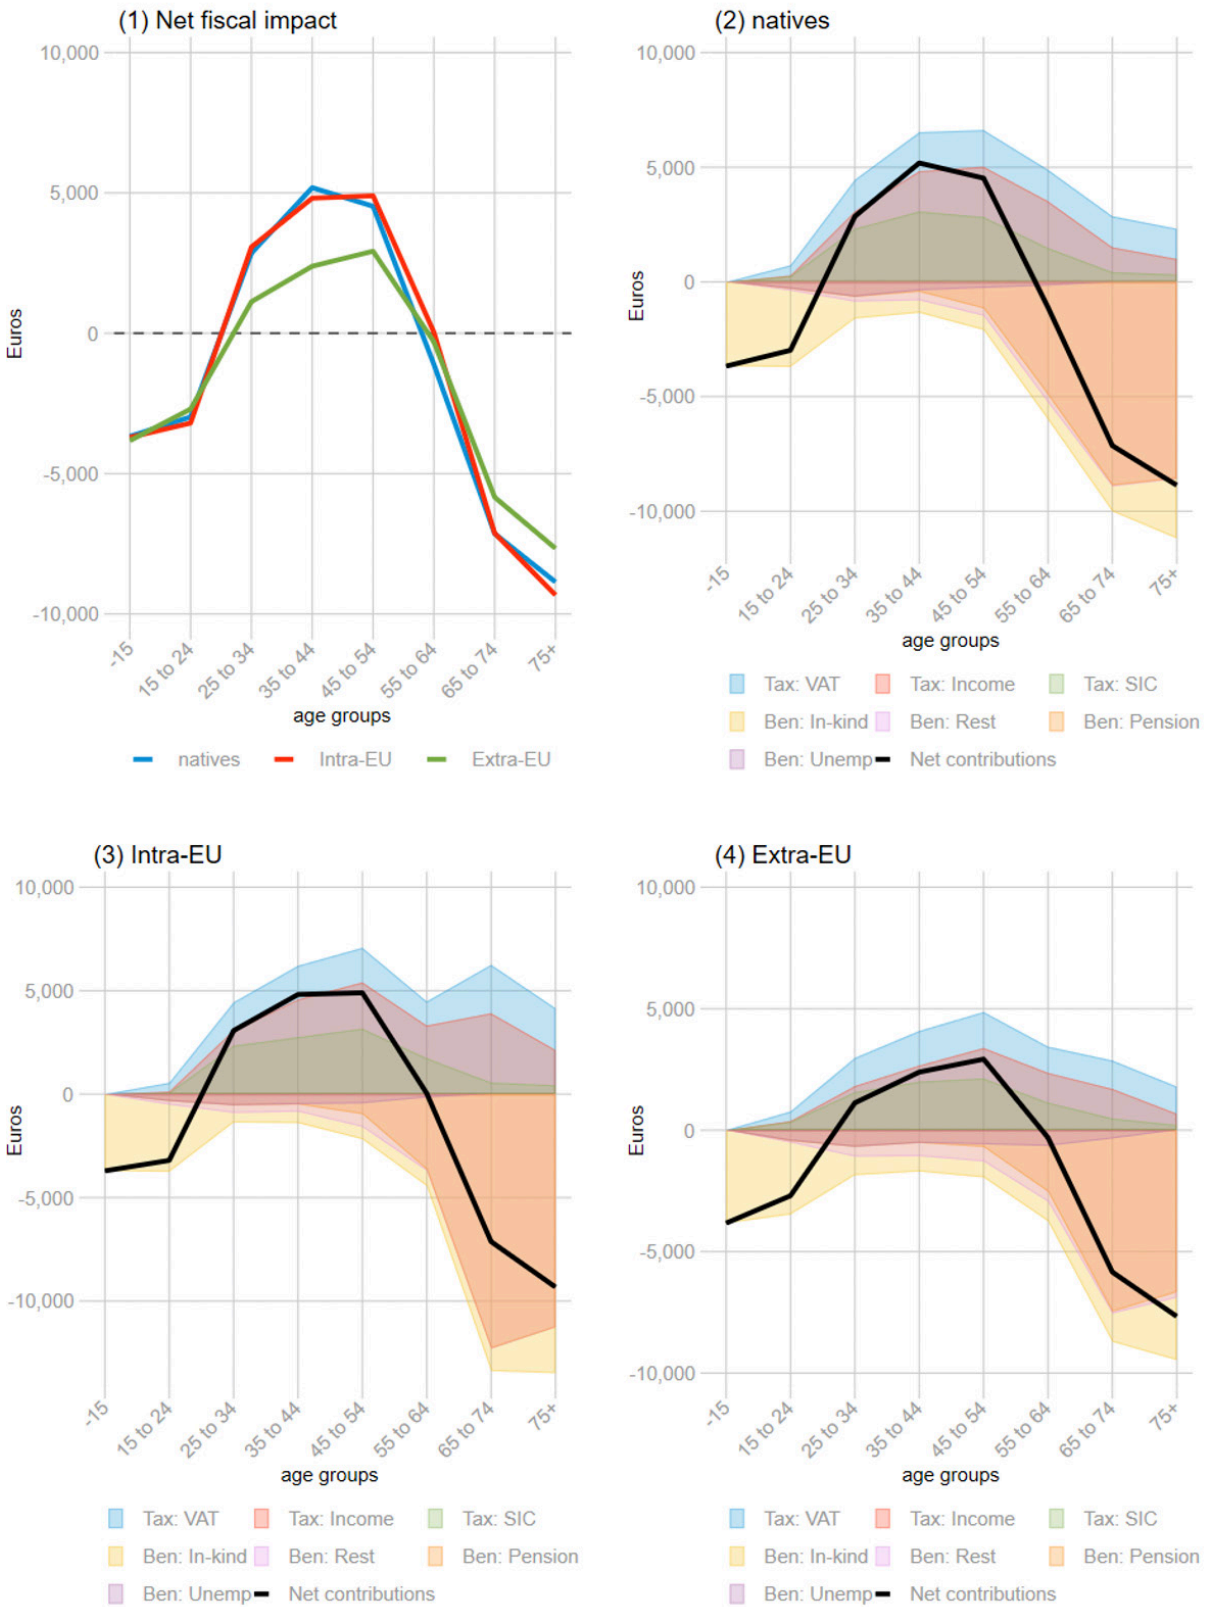 (1) Net fiscal impact
10,000
5,000
0
-5,000
-10,000
Euros
-15
15 to 24
25 to 34
35 to 44
45 to 54
55 to 64
65 to 74
75+
age groups
natives Intra-EU Extra-EU
(2) natives
10,000
5,000
0
-5,000
-10,000
Euros
-15
15 to 24
25 to 34
35 to 44
45 to 54
55 to 64
65 to 74
75+
age groups
Tax: VAT Tax: Income Tax: SIC
Ben: In-kind Ben: Rest Ben: Pension
Ben: Unemp Net contributions
(3) Intra-EU
10,000
5,000
0
-5,000
-10,000
Euros
-15
15 to 24
25 to 34
35 to 44
45 to 54
55 to 64
65 to 74
75+
age groups
Tax: VAT Tax: Income Tax: SIC
Ben: In-kind Ben: Rest Ben: Pension
Ben: Unemp Net contributions
(4) Extra-EU
10,000
5,000
0
-5,000
-10,000
Euros
-15
15 to 24
25 to 34
35 to 44
45 to 54
55 to 64
65 to 74
75+
age groups
Tax: VAT Tax: Income Tax: SIC
Ben: In-kind Ben: Rest Ben: Pension
Ben: Unemp Net contributions